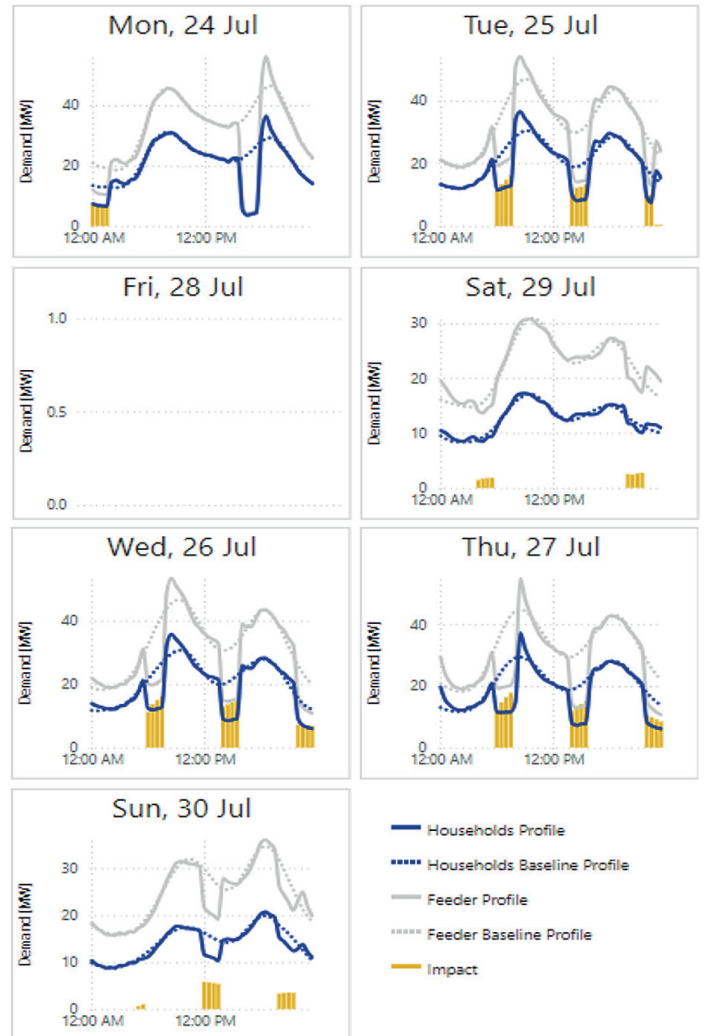 Mon, 24 Jul
Demand [MW]
40
20
0
12:00 AM
12:00 PM
Tue, 25 Jul
Demand [MW]
40
20
0
12:00 AM
12:00 PM
Fri, 28 Jul
Demand [MW]
1.0
0.5
0.0
Sat, 29 Jul
Demand [MW]
30
20
10
0
12:00 AM
12:00 PM
Wed, 26 Jul
Demand [MW]
40
20
0
12:00 AM
12:00 PM
Thu, 27 Jul
Demand [MW]
40
20
0
12:00 AM
12:00 PM
Sun, 30 Jul
Demand [MW]
30
20
10
0
12:00 AM
12:00 PM
Households Profile
Households Baseline Profile
Feeder Profile
Feeder Baseline Profile
Impact